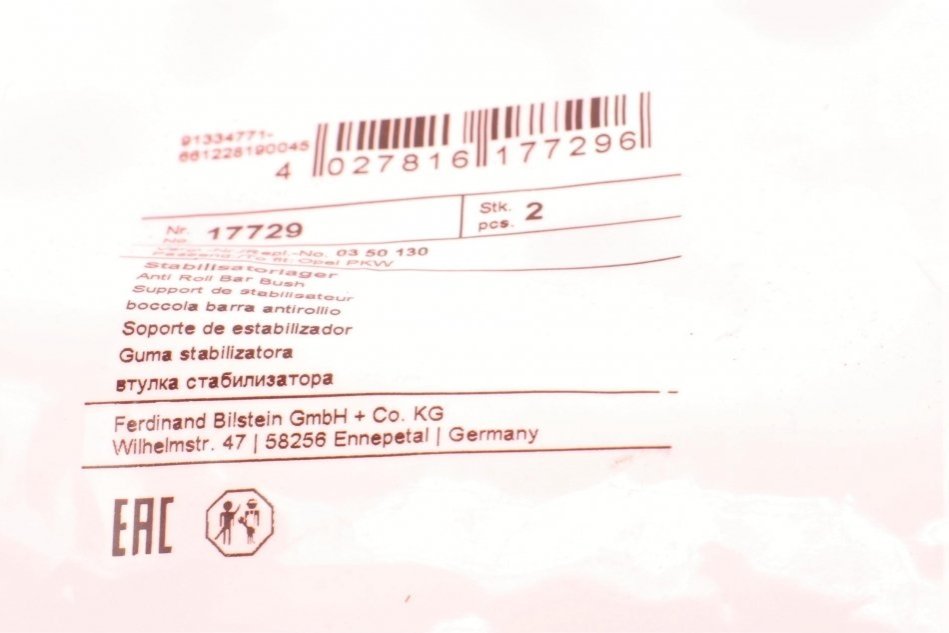 91334771-
661228190045
4 027816 177296
Nr. 17729
No.
Stk. 2
pcs.
Verp.-Nr./Repl.-No. 03 50 130
Passend./To fit: Opel PKW
Stabilisatorlager
Anti Roll Bar Bush
Support de stabilisateur
boccola barra antirollio
Soporte de estabilizador
Guma stabilizatora
втулка стабилизатора
Ferdinand Bilstein GmbH + Co. KG
Wilhelmstr. 47 | 58256 Ennepetal | Germany
EAC